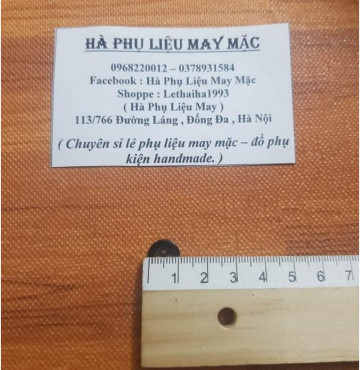 HÀ PHỤ LIỆU MAY MẶC
0968220012 – 0378931584
Facebook : Hà Phụ Liệu May Mặc
Shoppe : Lethaiha1993
( Hà Phụ Liệu May )
113/766 Đường Láng , Đống Đa , Hà Nội
( Chuyên sỉ lẻ phụ liệu may mặc – đồ phụ
kiện handmade. )
1 2 3 4 5 6 7